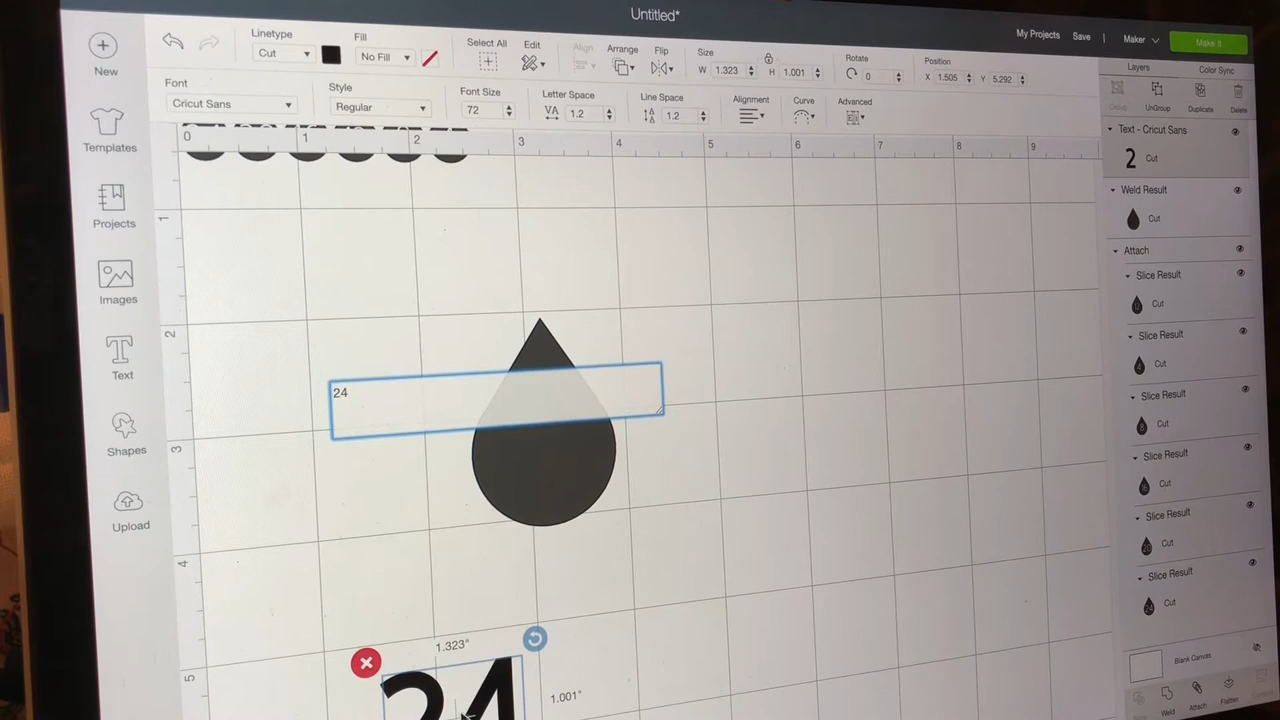 Untitled*
My Projects
Save
Maker
Make It
New
Templates
Projects
Images
Text
Shapes
Upload
Linetype
Cut
Fill
No Fill
Select All
Edit
Align
Arrange
Flip
Size
W 1.323
H 1.001
Rotate
0
Position
X 1.505
Y 5.292
Font
Cricut Sans
Style
Regular
Font Size
72
Letter Space
VA 1.2
Line Space
1.2
Alignment
Curve
Advanced
0 1 2 3 4 5 6 7 8 9
1
2
3
4
5
24
1.323"
1.001"
24
Layers
Color Sync
Group
UnGroup
Duplicate
Delete
Text - Cricut Sans
2 Cut
Weld Result
Cut
Attach
Slice Result
Cut
Slice Result
Cut
Slice Result
Cut
Slice Result
Cut
Slice Result
Cut
Slice Result
Cut
Blank Canvas
Weld
Attach
Flatten